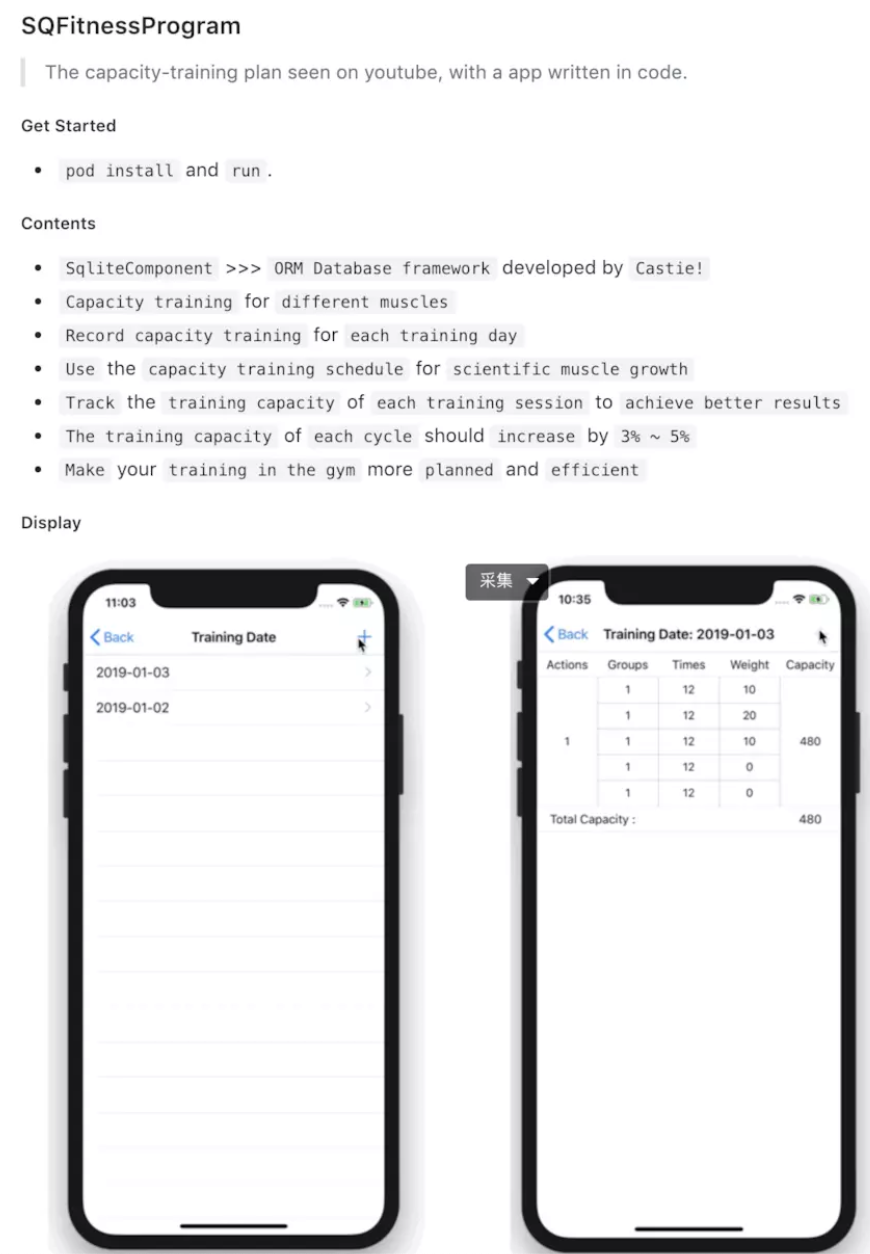 SQFitnessProgram
The capacity-training plan seen on youtube, with a app written in code.
Get Started
pod install and run .
Contents
SqliteComponent >>> ORM Database framework developed by Castie!
Capacity training for different muscles
Record capacity training for each training day
Use the capacity training schedule for scientific muscle growth
Track the training capacity of each training session to achieve better results
The training capacity of each cycle should increase by 3% ~ 5%
Make your training in the gym more planned and efficient
Display
11:03
Back Training Date +
2019-01-03
2019-01-02
采集
10:35
Back Training Date: 2019-01-03
Actions Groups Times Weight Capacity
1 12 10
1 12 20
1 1 12 10 480
1 12 0
1 12 0
Total Capacity : 480